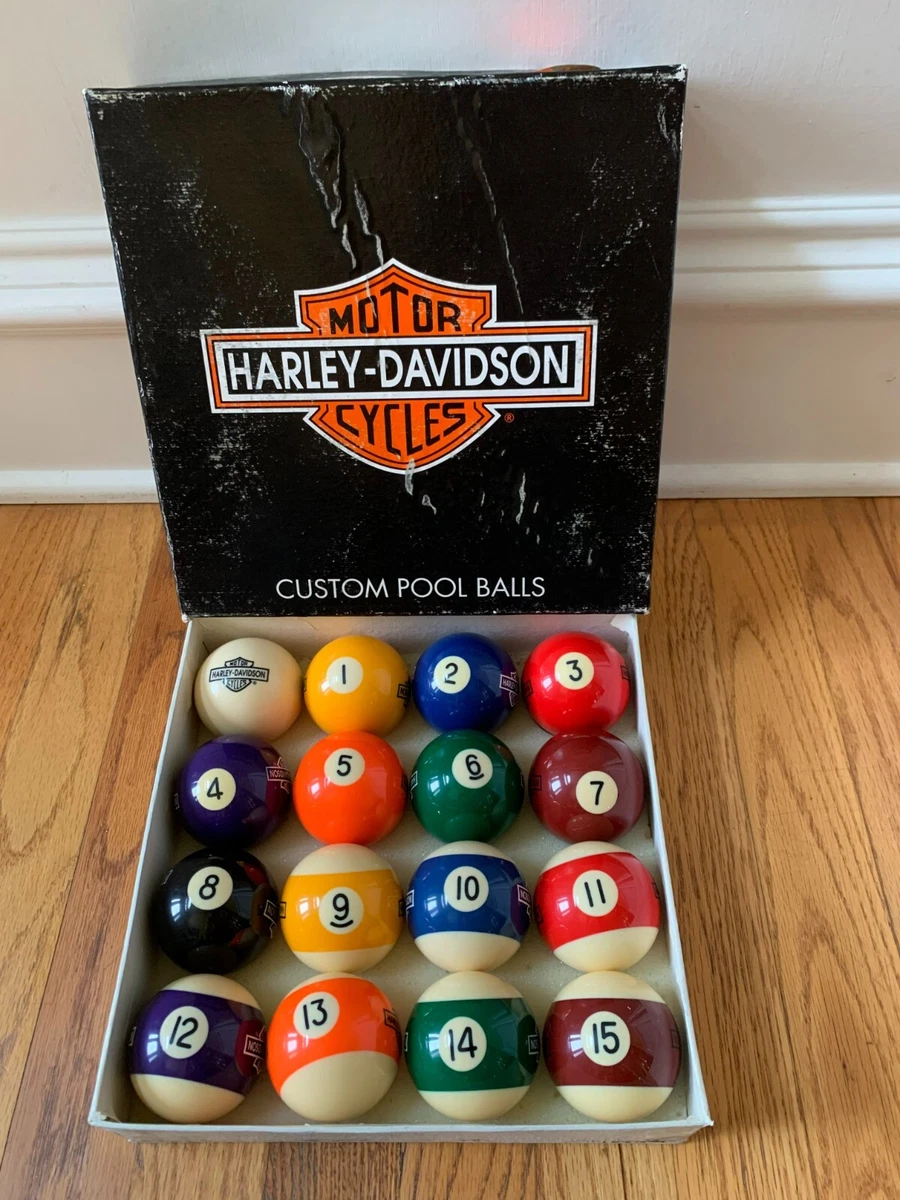 MOTOR
HARLEY-DAVIDSON
CYCLES
®
CUSTOM POOL BALLS
MOTOR
HARLEY-DAVIDSON
CYCLES
®
1
2
3
4
5
6
7
8
9
10
11
12
13
14
15